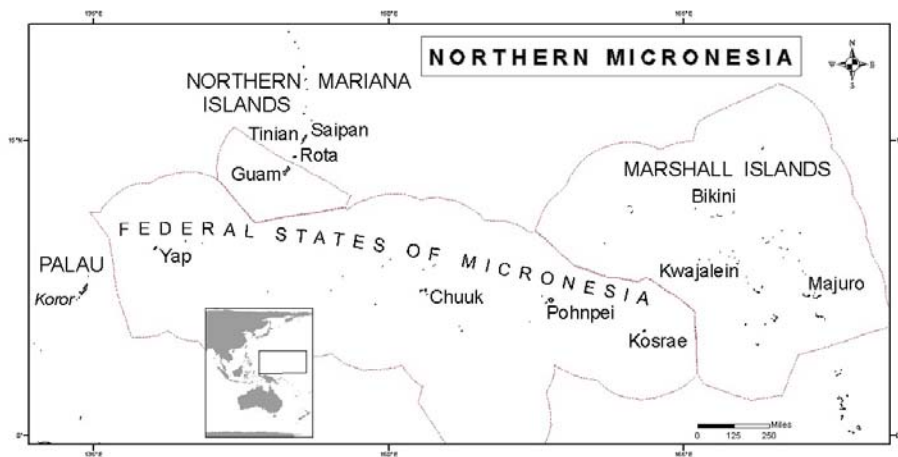 NORTHERN MICRONESIA
N
W E
S
NORTHERN MARIANA
ISLANDS
Tinian Saipan
Rota
Guam
MARSHALL ISLANDS
Bikini
FEDERAL STATES OF MICRONESIA
Yap
PALAU
Koror
Kwajalein
Majuro
Chuuk
Pohnpei
Kosrae
Miles
0 125 250